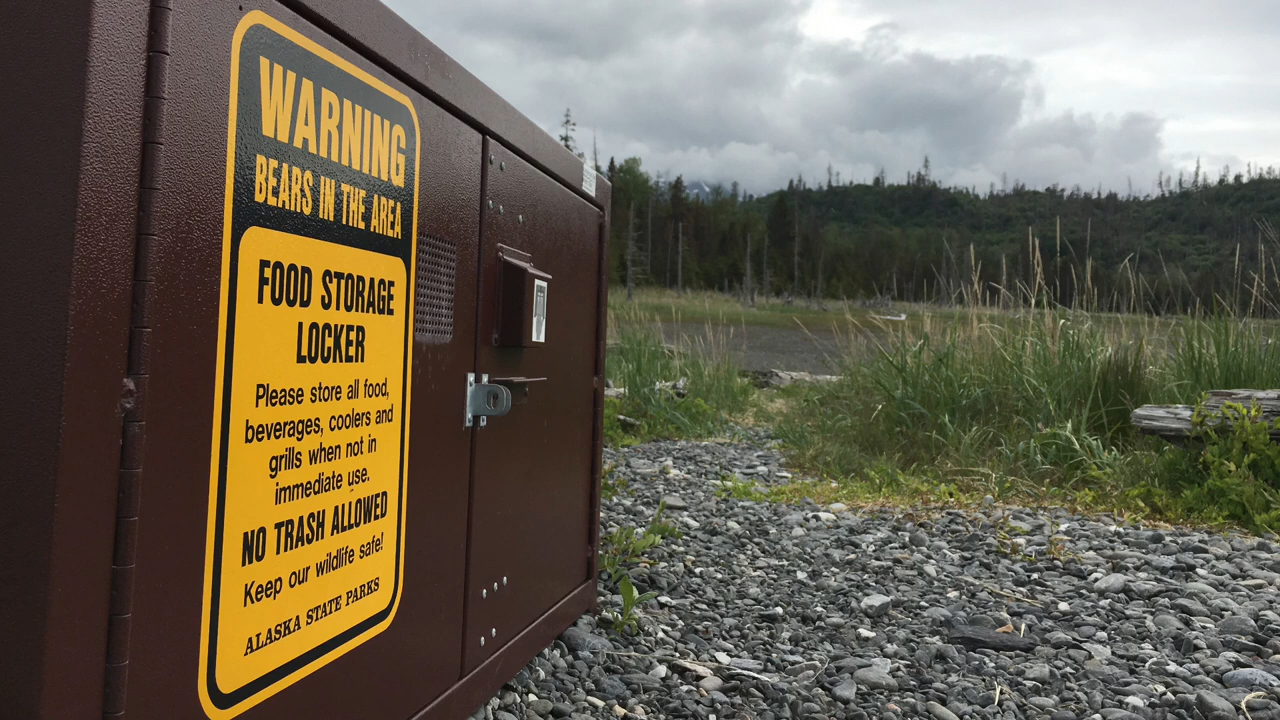 WARNING
BEARS IN THE AREA
FOOD STORAGE
LOCKER
Please store all food,
beverages, coolers and
grills when not in
immediate use.
NO TRASH ALLOWED
Keep our wildlife safe!
ALASKA STATE PARKS